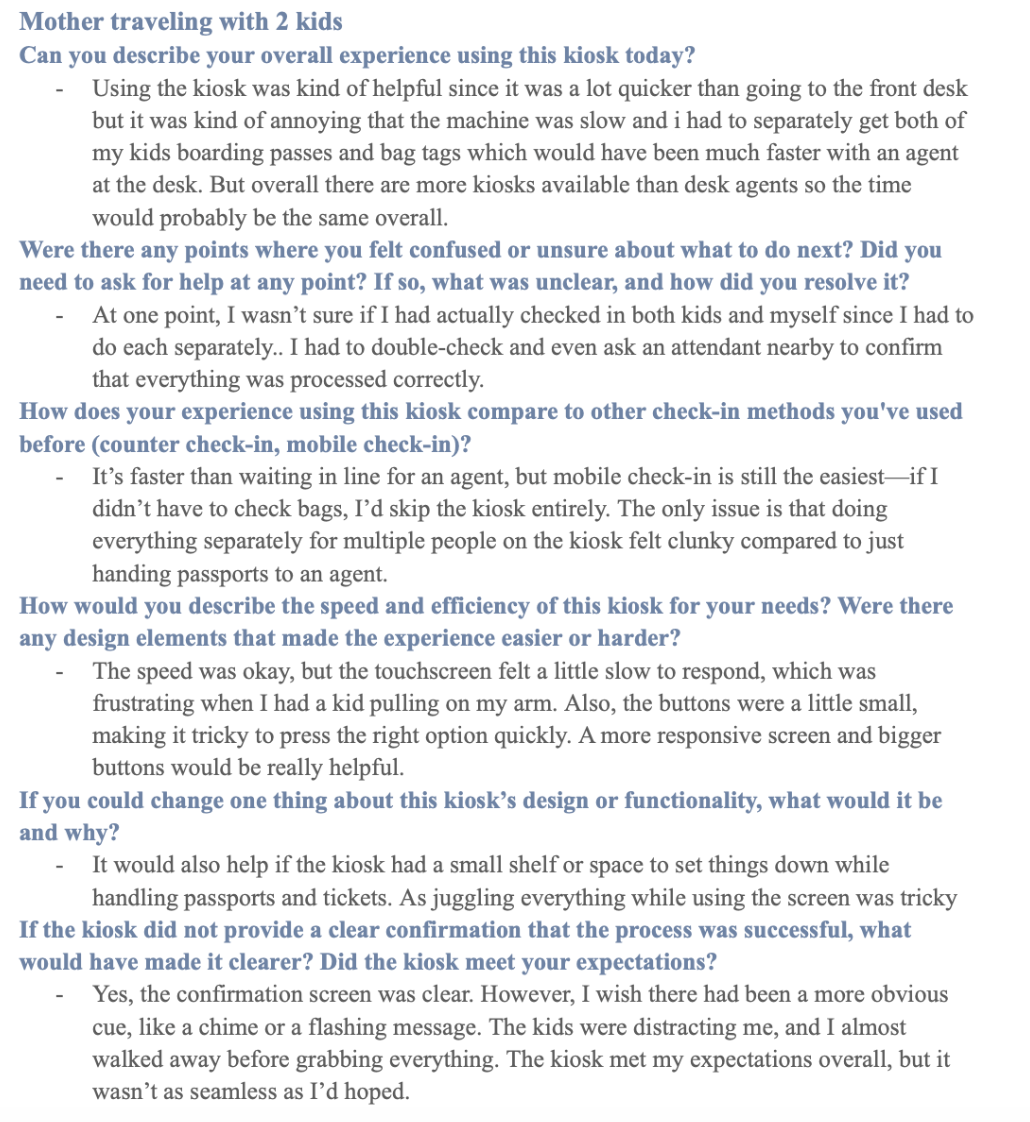 Mother traveling with 2 kids
Can you describe your overall experience using this kiosk today?
- Using the kiosk was kind of helpful since it was a lot quicker than going to the front desk
but it was kind of annoying that the machine was slow and i had to separately get both of
my kids boarding passes and bag tags which would have been much faster with an agent
at the desk. But overall there are more kiosks available than desk agents so the time
would probably be the same overall.
Were there any points where you felt confused or unsure about what to do next? Did you
need to ask for help at any point? If so, what was unclear, and how did you resolve it?
- At one point, I wasn’t sure if I had actually checked in both kids and myself since I had to
do each separately.. I had to double-check and even ask an attendant nearby to confirm
that everything was processed correctly.
How does your experience using this kiosk compare to other check-in methods you've used
before (counter check-in, mobile check-in)?
- It’s faster than waiting in line for an agent, but mobile check-in is still the easiest—if I
didn’t have to check bags, I’d skip the kiosk entirely. The only issue is that doing
everything separately for multiple people on the kiosk felt clunky compared to just
handing passports to an agent.
How would you describe the speed and efficiency of this kiosk for your needs? Were there
any design elements that made the experience easier or harder?
- The speed was okay, but the touchscreen felt a little slow to respond, which was
frustrating when I had a kid pulling on my arm. Also, the buttons were a little small,
making it tricky to press the right option quickly. A more responsive screen and bigger
buttons would be really helpful.
If you could change one thing about this kiosk’s design or functionality, what would it be
and why?
- It would also help if the kiosk had a small shelf or space to set things down while
handling passports and tickets. As juggling everything while using the screen was tricky
If the kiosk did not provide a clear confirmation that the process was successful, what
would have made it clearer? Did the kiosk meet your expectations?
- Yes, the confirmation screen was clear. However, I wish there had been a more obvious
cue, like a chime or a flashing message. The kids were distracting me, and I almost
walked away before grabbing everything. The kiosk met my expectations overall, but it
wasn’t as seamless as I’d hoped.